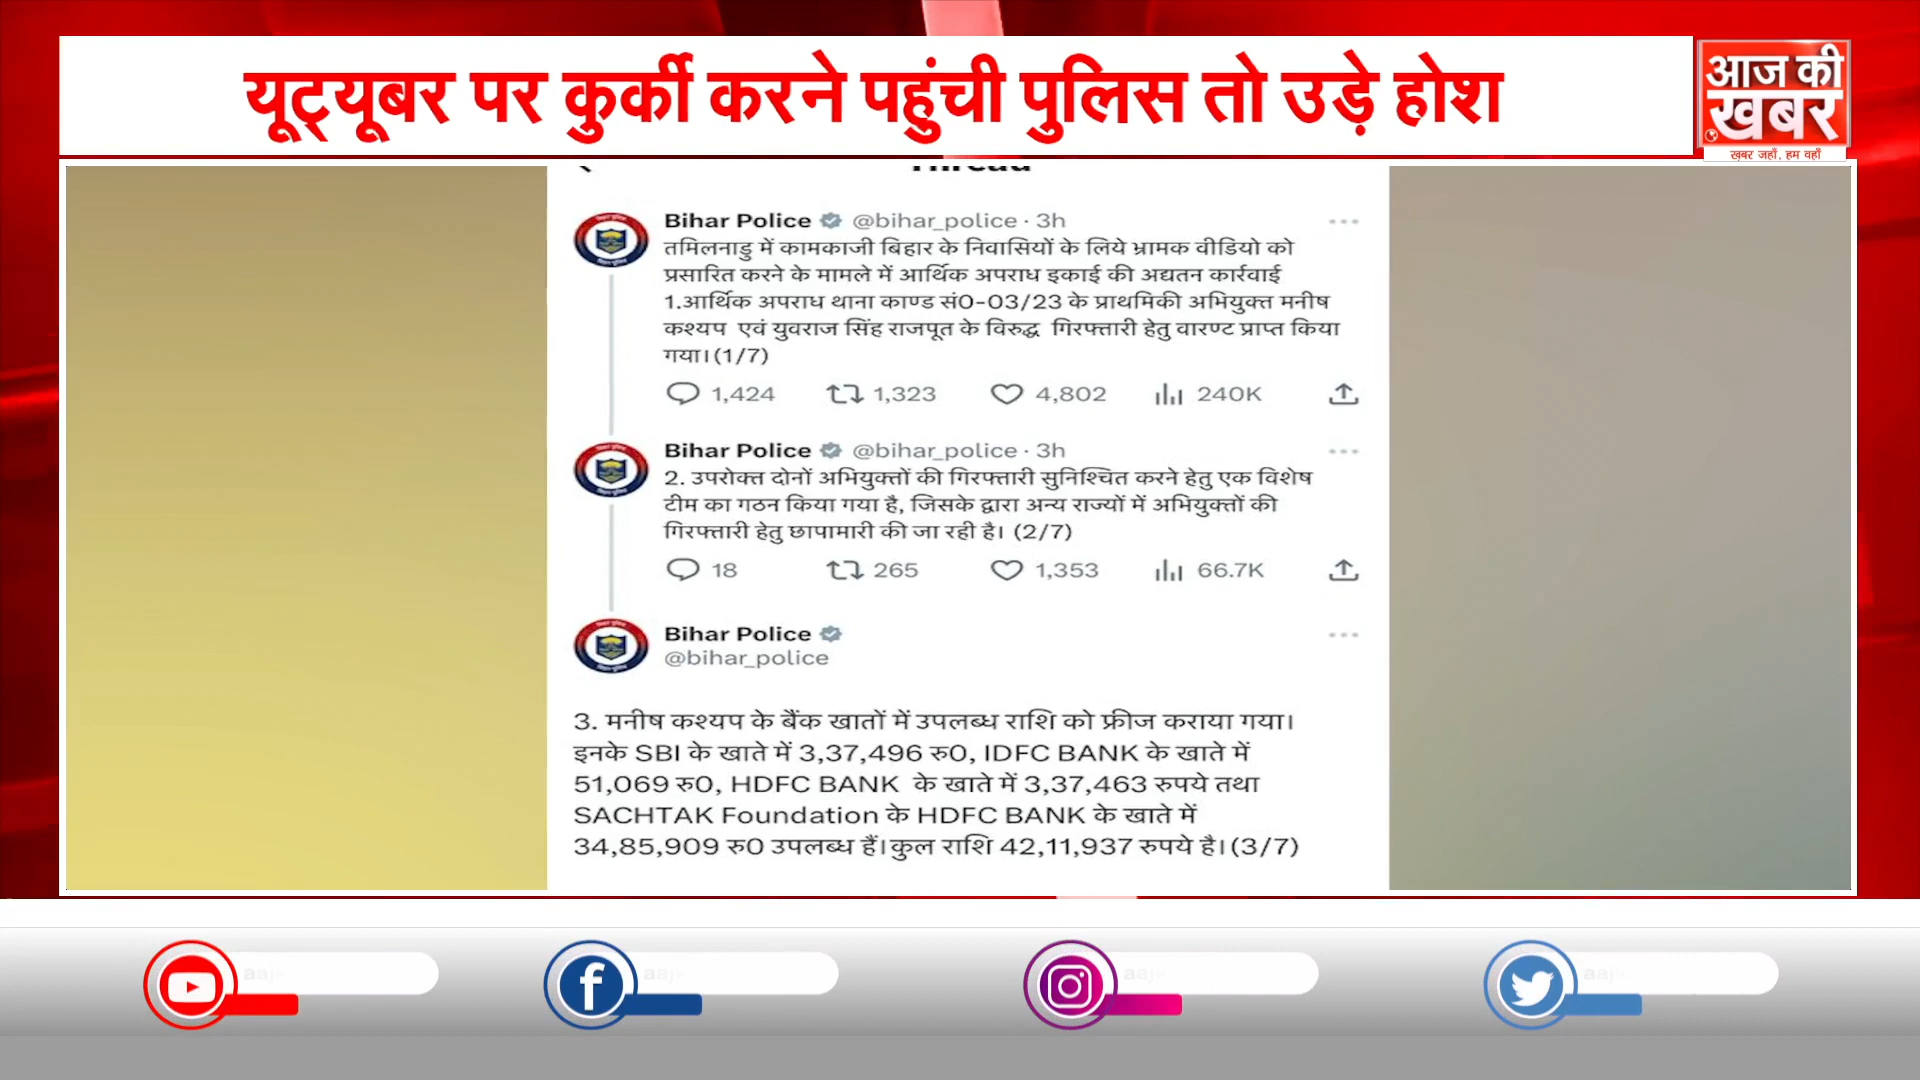 यूट्यूबर पर कुर्की करने पहुंची पुलिस तो उड़े होश
आज की
खबर
ख़बर जहाँ, हम वहाँ
Thread
Bihar Police @bihar_police · 3h
तमिलनाडु में कामकाजी बिहार के निवासियों के लिये भ्रामक वीडियो को
प्रसारित करने के मामले में आर्थिक अपराध इकाई की अद्यतन कार्रवाई
1.आर्थिक अपराध थाना काण्ड सं0-03/23 के प्राथमिकी अभियुक्त मनीष
कश्यप एवं युवराज सिंह राजपूत के विरुद्ध गिरफ्तारी हेतु वारण्ट प्राप्त किया
गया।(1/7)
1,424 1,323 4,802 240K
Bihar Police @bihar_police · 3h
2. उपरोक्त दोनों अभियुक्तों की गिरफ्तारी सुनिश्चित करने हेतु एक विशेष
टीम का गठन किया गया है, जिसके द्वारा अन्य राज्यों में अभियुक्तों की
गिरफ्तारी हेतु छापामारी की जा रही है। (2/7)
18 265 1,353 66.7K
Bihar Police
@bihar_police
3. मनीष कश्यप के बैंक खातों में उपलब्ध राशि को फ्रीज कराया गया।
इनके SBI के खाते में 3,37,496 रु0, IDFC BANK के खाते में
51,069 रु0, HDFC BANK के खाते में 3,37,463 रुपये तथा
SACHTAK Foundation के HDFC BANK के खाते में
34,85,909 रु0 उपलब्ध हैं।कुल राशि 42,11,937 रुपये है।(3/7)